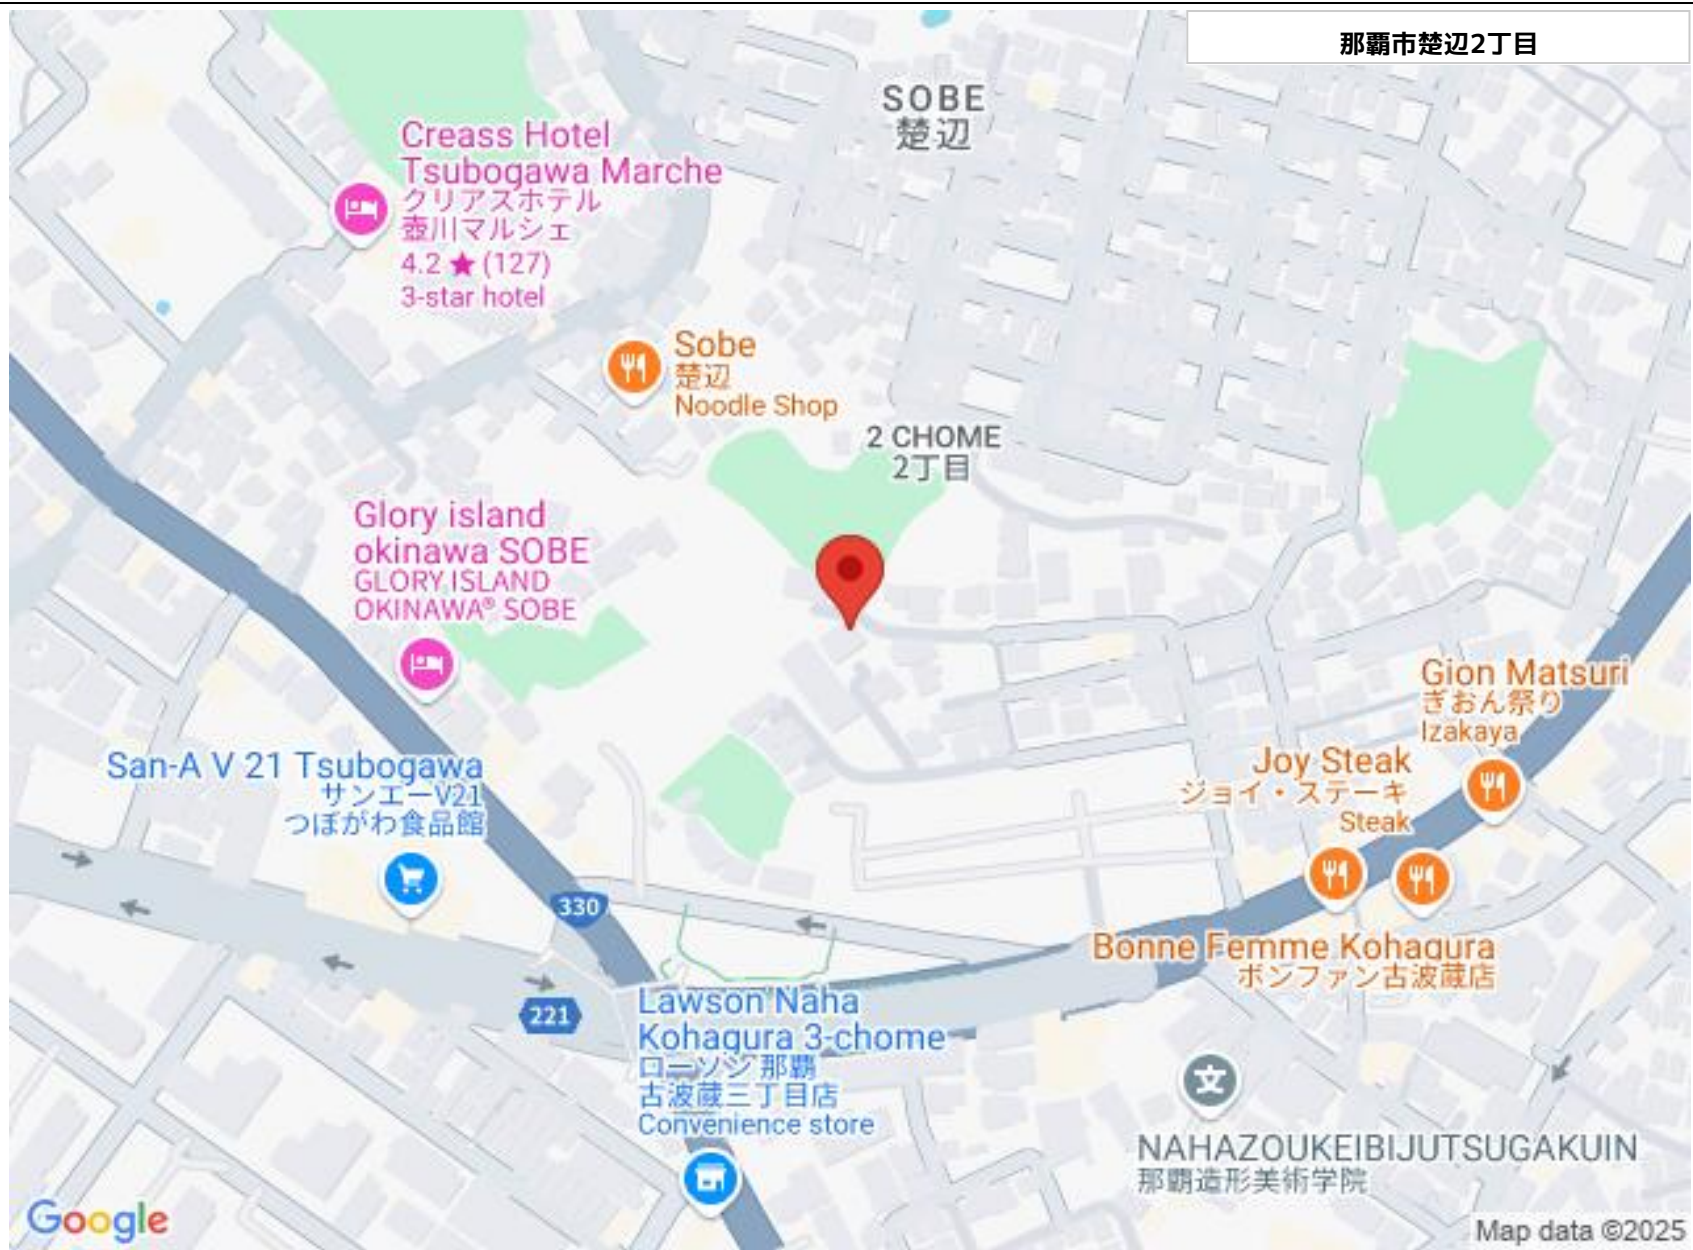 那覇市楚辺2丁目
SOBE
楚辺
Creass Hotel
Tsubogawa Marche
クリアスホテル
壺川マルシェ
4.2 ★ (127)
3-star hotel
Sobe
楚辺
Noodle Shop
2 CHOME
2丁目
Glory island
okinawa SOBE
GLORY ISLAND
OKINAWA® SOBE
Gion Matsuri
ぎおん祭り
Izakaya
San-A V 21 Tsubogawa
サンエーV21
つぼがわ食品館
Joy Steak
ジョイ・ステーキ
Steak
330
Bonne Femme Kohagura
ボンファン古波蔵店
221
Lawson Naha
Kohagura 3-chome
ローソン 那覇
古波蔵三丁目店
Convenience store
文
NAHAZOUKEIBIJUTSUGAKUIN
那覇造形美術学院
Google
Map data ©2025